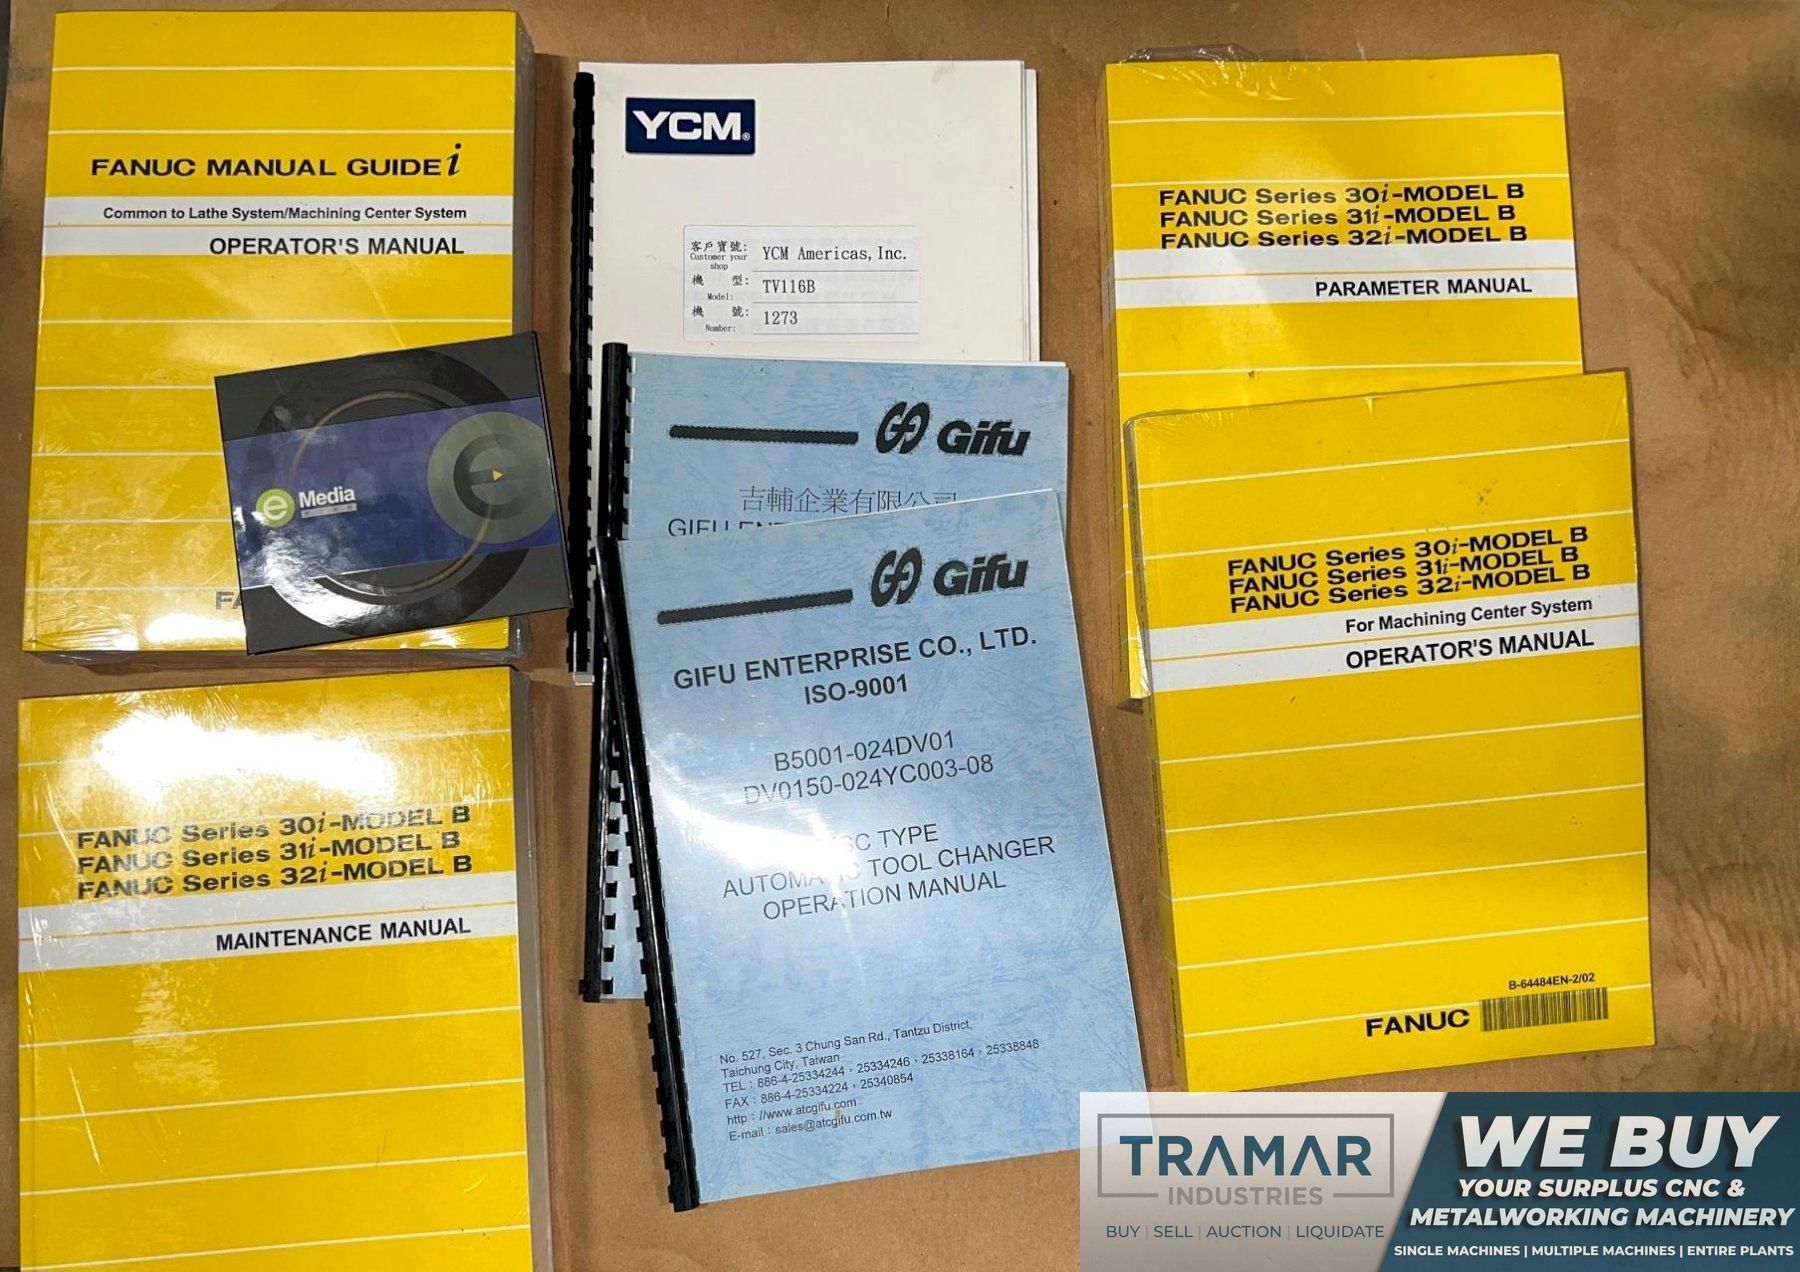 FANUC MANUAL GUIDE i
Common to Lathe System/Machining Center System
OPERATOR'S MANUAL
e Media
YCM®
客戶寶號:
Customer your shop
YCM Americas, Inc.
機 型:
Model:
TV116B
機 號:
Number:
1273
FANUC Series 30i-MODEL B
FANUC Series 31i-MODEL B
FANUC Series 32i-MODEL B
PARAMETER MANUAL
Gifu
吉輔企業有限公司
GIFU
Gifu
GIFU ENTERPRISE CO., LTD.
ISO-9001
B5001-024DV01
DV0150-024YC003-08
TYPE
TOOL CHANGER
OPERATION MANUAL
No. 527, Sec. 3 Chung San Rd., Tantzu District,
Taichung City, Taiwan
TEL : 886-4-25334244 , 25334246 , 25338164 , 25338848
FAX : 886-4-25334224 , 25340854
http : //www.atcgifu.com
E-mail : sales@atcgifu.com.tw
FANUC Series 30i-MODEL B
FANUC Series 31i-MODEL B
FANUC Series 32i-MODEL B
For Machining Center System
OPERATOR'S MANUAL
B-64484EN-2/02
FANUC
FANUC Series 30i-MODEL B
FANUC Series 31i-MODEL B
FANUC Series 32i-MODEL B
MAINTENANCE MANUAL
TRAMAR
INDUSTRIES
BUY | SELL | AUCTION | LIQUIDATE
WE BUY
YOUR SURPLUS CNC &
METALWORKING MACHINERY
SINGLE MACHINES | MULTIPLE MACHINES | ENTIRE PLANTS